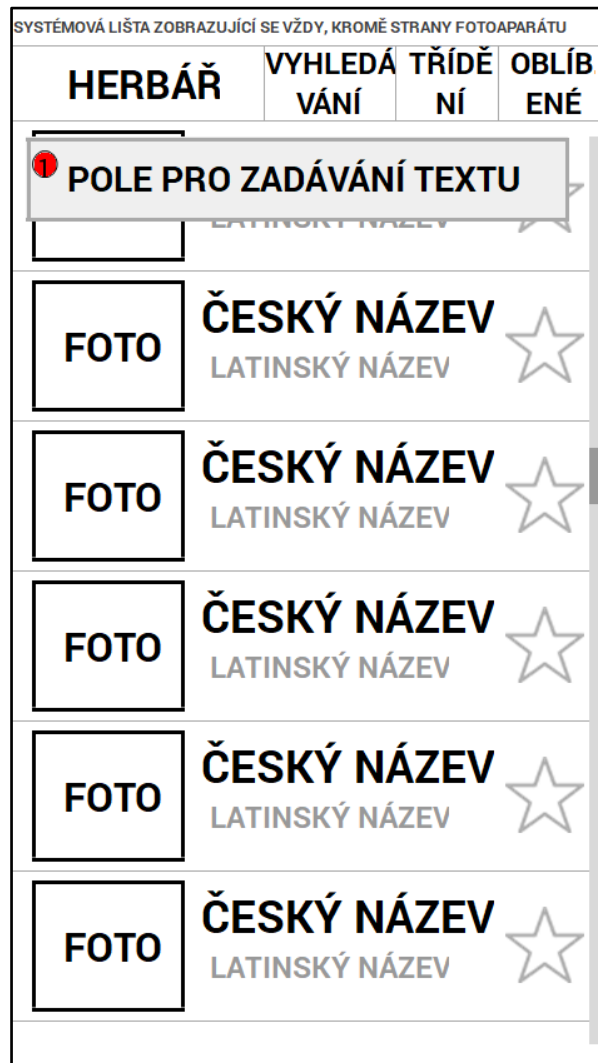 SYSTÉMOVÁ LIŠTA ZOBRAZUJÍCÍ SE VŽDY, KROMĚ STRANY FOTOAPARÁTU
HERBÁŘ
VYHLEDÁ
VÁNÍ
TŘÍDĚ
NÍ
OBLÍB
ENÉ
1
POLE PRO ZADÁVÁNÍ TEXTU
LATINSKÝ NÁZEV
FOTO
ČESKÝ NÁZEV
LATINSKÝ NÁZEV
FOTO
ČESKÝ NÁZEV
LATINSKÝ NÁZEV
FOTO
ČESKÝ NÁZEV
LATINSKÝ NÁZEV
FOTO
ČESKÝ NÁZEV
LATINSKÝ NÁZEV
FOTO
ČESKÝ NÁZEV
LATINSKÝ NÁZEV